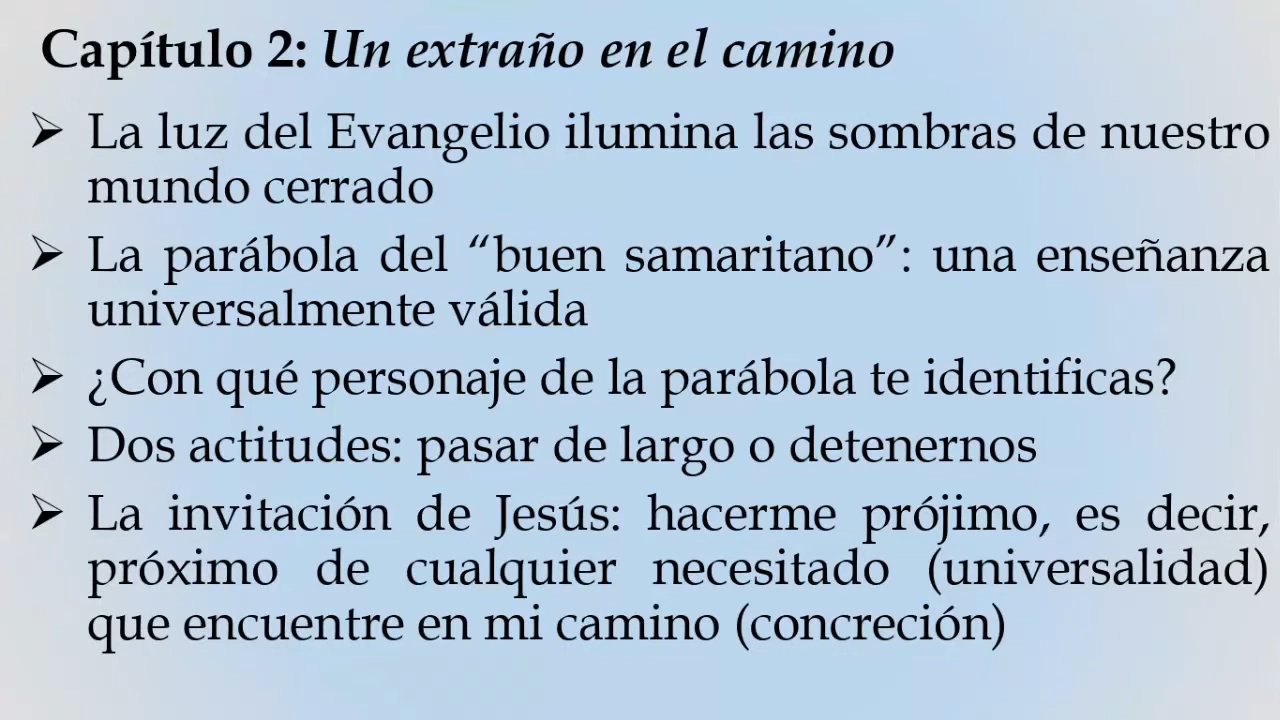 Capítulo 2: Un extraño en el camino
➢ La luz del Evangelio ilumina las sombras de nuestro
mundo cerrado
➢ La parábola del “buen samaritano”: una enseñanza
universalmente válida
➢ ¿Con qué personaje de la parábola te identificas?
➢ Dos actitudes: pasar de largo o detenernos
➢ La invitación de Jesús: hacerme prójimo, es decir,
próximo de cualquier necesitado (universalidad)
que encuentre en mi camino (concreción)